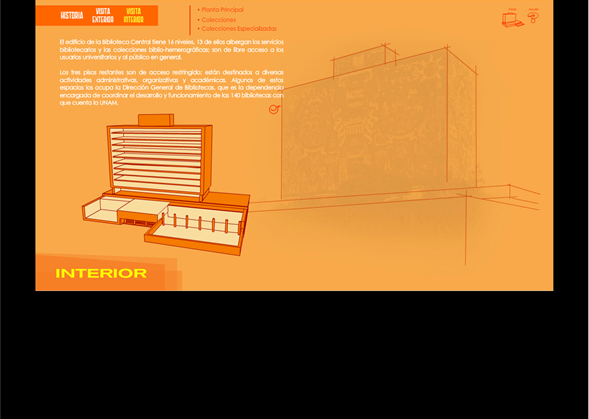 HISTORIA
VISITA EXTERIOR
VISITA INTERIOR
• Planta Principal
• Colecciones
• Colecciones Especializadas
El edificio de la Biblioteca Central tiene 16 niveles, 13 de ellos albergan los servicios
bibliotecarios y las colecciones biblio-hemerográficas; son de libre acceso a los
usuarios universitarios y al público en general.
Los tres pisos restantes son de acceso restringido; están destinados a diversas
actividades administrativas, organizativas y académicas. Algunos de estos
espacios los ocupa la Dirección General de Bibliotecas, que es la dependencia
encargada de coordinar el desarrollo y funcionamiento de las 140 bibliotecas con
que cuenta la UNAM.
INTERIOR